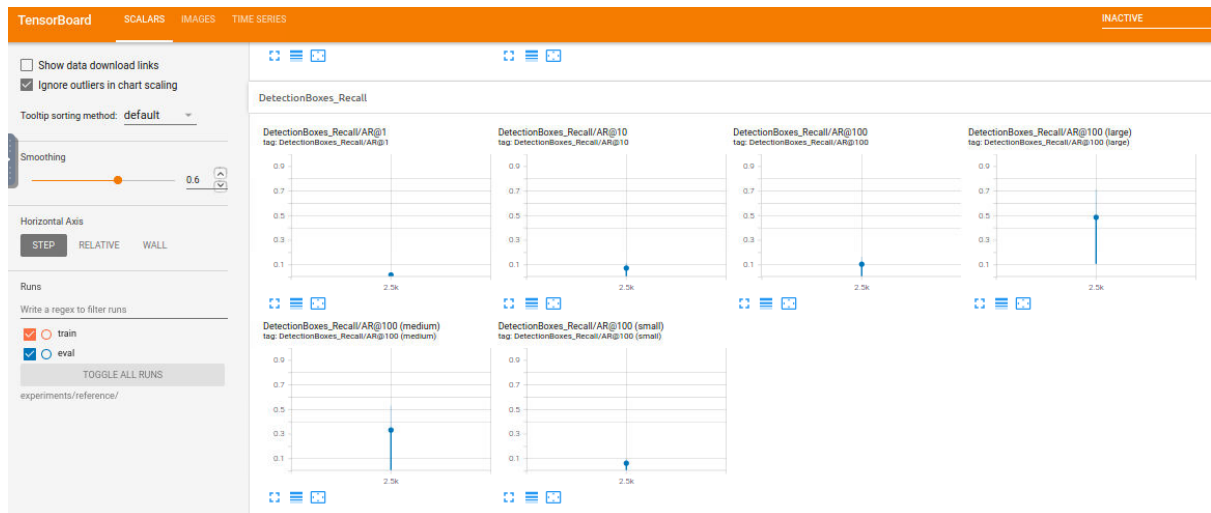 TensorBoard SCALARS IMAGES TIME SERIES INACTIVE
Show data download links
Ignore outliers in chart scaling
Tooltip sorting method: default
Smoothing
0.6
Horizontal Axis
STEP RELATIVE WALL
Runs
Write a regex to filter runs
train
eval
TOGGLE ALL RUNS
experiments/reference/
DetectionBoxes_Recall
DetectionBoxes_Recall/AR@1
tag: DetectionBoxes_Recall/AR@1
0.9
0.7
0.5
0.3
0.1
2.5k
DetectionBoxes_Recall/AR@10
tag: DetectionBoxes_Recall/AR@10
0.9
0.7
0.5
0.3
0.1
2.5k
DetectionBoxes_Recall/AR@100
tag: DetectionBoxes_Recall/AR@100
0.9
0.7
0.5
0.3
0.1
2.5k
DetectionBoxes_Recall/AR@100 (large)
tag: DetectionBoxes_Recall/AR@100 (large)
0.9
0.7
0.5
0.3
0.1
2.5k
DetectionBoxes_Recall/AR@100 (medium)
tag: DetectionBoxes_Recall/AR@100 (medium)
0.9
0.7
0.5
0.3
0.1
2.5k
DetectionBoxes_Recall/AR@100 (small)
tag: DetectionBoxes_Recall/AR@100 (small)
0.9
0.7
0.5
0.3
0.1
2.5k